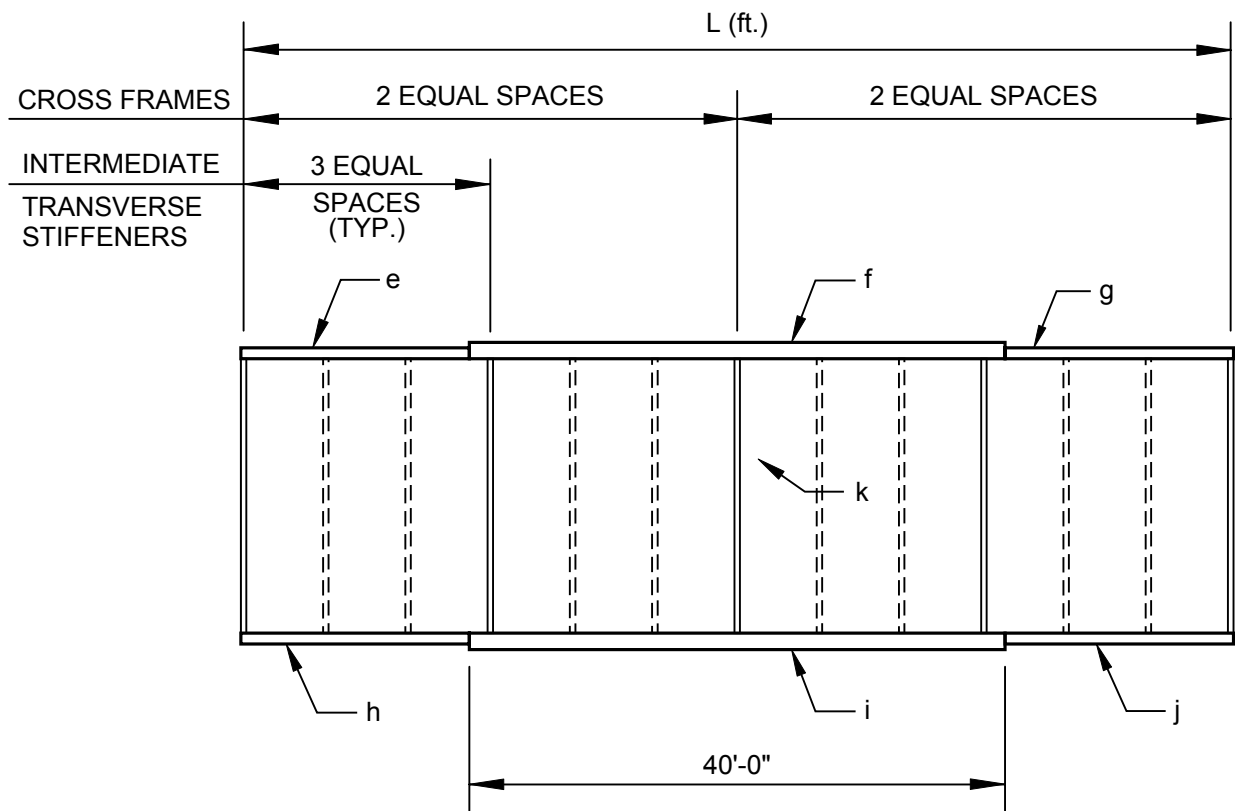 L (ft.)
CROSS FRAMES
2 EQUAL SPACES
2 EQUAL SPACES
INTERMEDIATE
TRANSVERSE
STIFFENERS
3 EQUAL
SPACES
(TYP.)
e
f
g
k
h
i
j
40'-0"